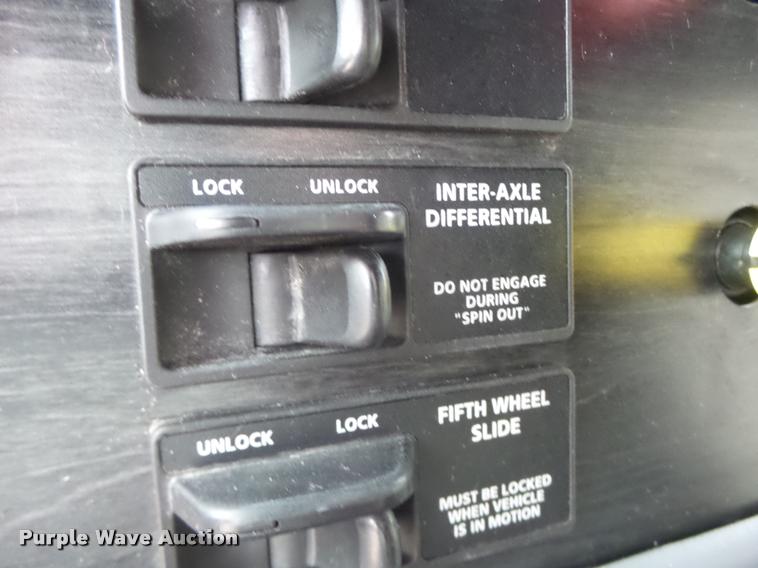 LOCK UNLOCK
INTER-AXLE
DIFFERENTIAL
DO NOT ENGAGE
DURING
"SPIN OUT"
UNLOCK LOCK
FIFTH WHEEL
SLIDE
MUST BE LOCKED
WHEN VEHICLE
IS IN MOTION
Purple Wave Auction